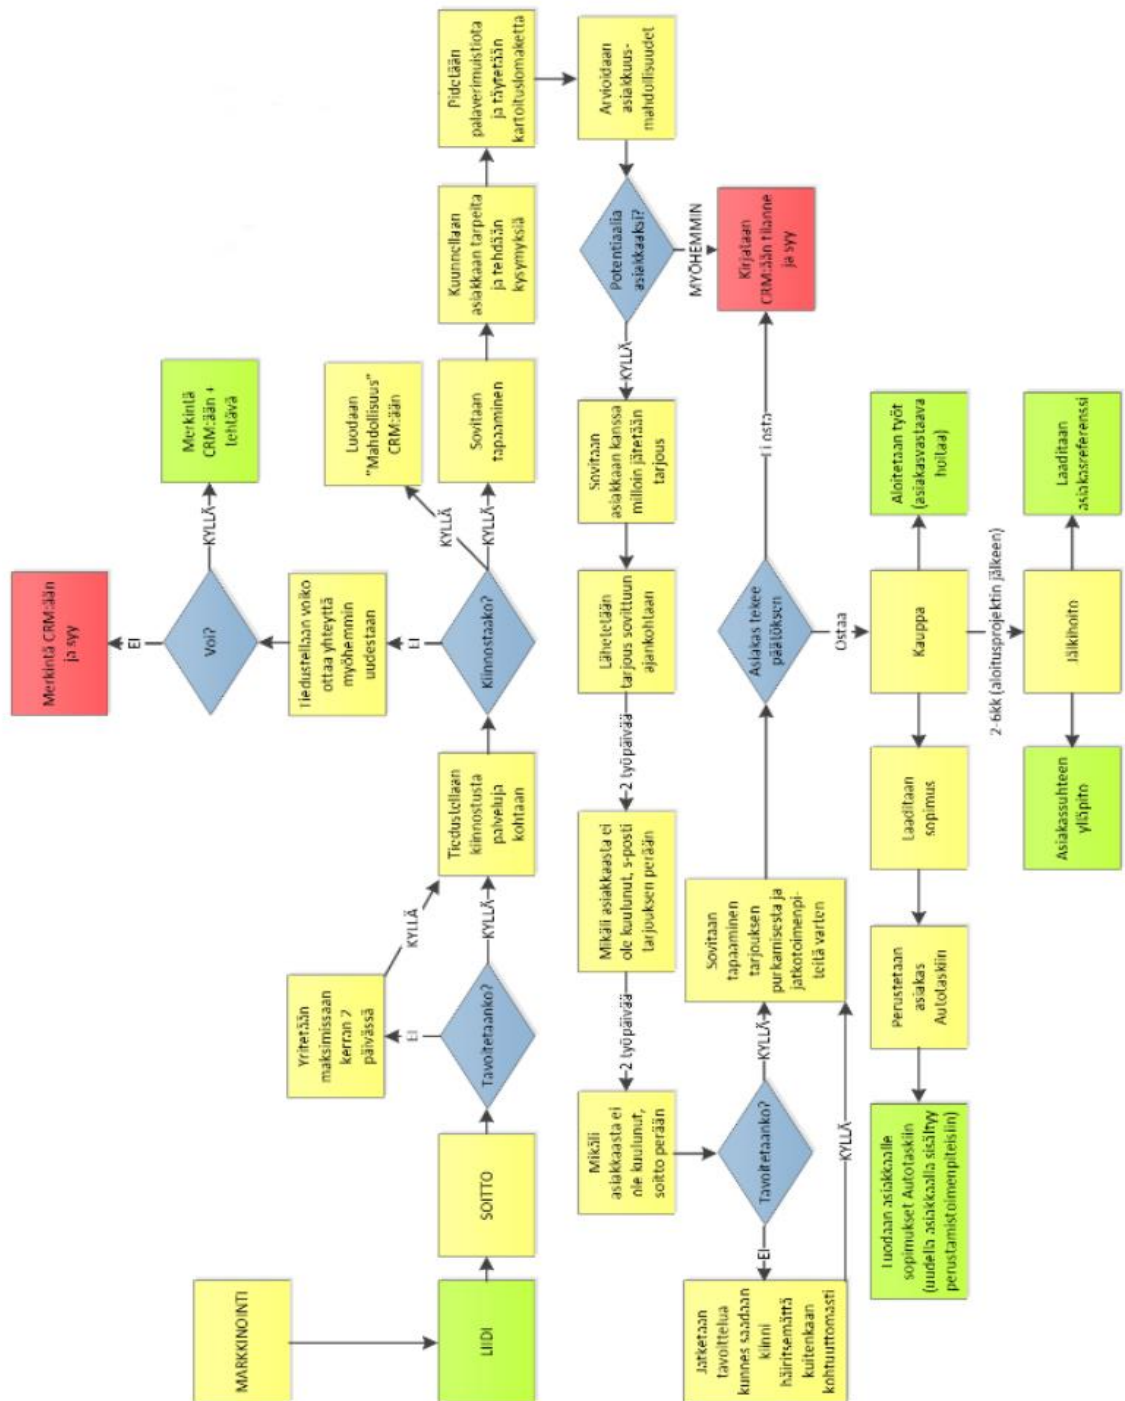 MARKKINOINTI
LIIDI
SOITTO
Tavoitetaanko?
EI
Yritetään
maksimissaan
kerran 2
päivässä
KYLLÄ
KYLLÄ
Tiedustellaan
kiinnostusta
palveluja
kohtaan
Kiinnostaako?
EI
Tiedustellaan voiko
ottaa yhteyttä
myöhemmin
uudestaan
Voi?
EI
Merkintä CRM:ään
ja syy
KYLLÄ
Merkintä
CRM:ään +
tehtävä
KYLLÄ
Luodaan
"Mahdollisuus"
CRM:ään
KYLLÄ
Sovitaan
tapaaminen
Kuunnellaan
asiakkaan tarpeita
ja tehdään
kysymyksiä
Pidetään
palaverimuistiota
ja täytetään
kartoituslomaketta
Arvioidaan
asiakkuus-
mahdollisuudet
Potentiaalia
asiakkaaksi?
MYÖHEMMIN
Kirjataan
CRM:ään tilanne
ja syy
KYLLÄ
Sovitaan
asiakkaan kanssa
milloin jätetään
tarjous
Lähetetään
tarjous sovittuun
ajankohtaan
2 työpäivää
Mikäli asiakkaasta ei
ole kuulunut, s-posti
tarjouksen perään
2 työpäivää
Mikäli
asiakkaasta ei
ole kuulunut,
soitto perään
Tavoitetaanko?
EI
Jatketaan
tavoittelua
kunnes saadaan
kiinni
häiritsemättä
kuitenkaan
kohtuuttomasti
KYLLÄ
KYLLÄ
Sovitaan
tapaaminen
tarjouksen
purkamisesta ja
jatkotoimenpi-
teitä varten
Asiakas tekee
päätöksen
Ei osta
Ostaa
Kauppa
Aloitetaan työt
(asiakasvastaava
hoitaa)
Laaditaan
sopimus
Perustetaan
asiakas
Autotaskiin
Luodaan asiakkaalle
sopimukset Autotaskiin
(uudella asiakkaalla sisältyy
perustamistoimenpiteisiin)
2-6kk (aloitusprojektin jälkeen)
Jälkihoito
Laaditaan
asiakasreferenssi
Asiakassuhteen
ylläpito